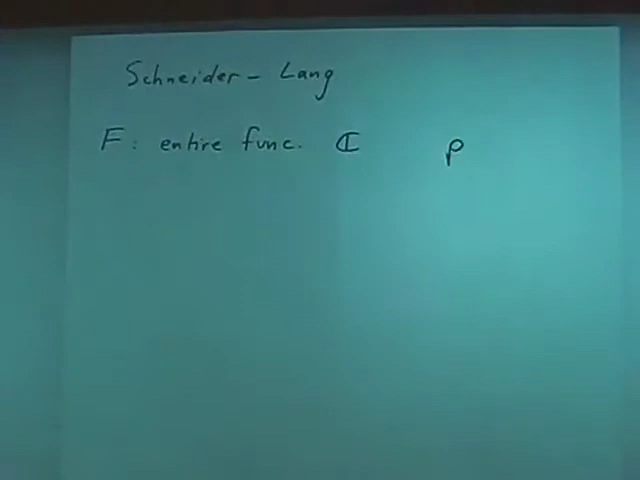 Schneider - Lang
F: entire func. ℂ ρ